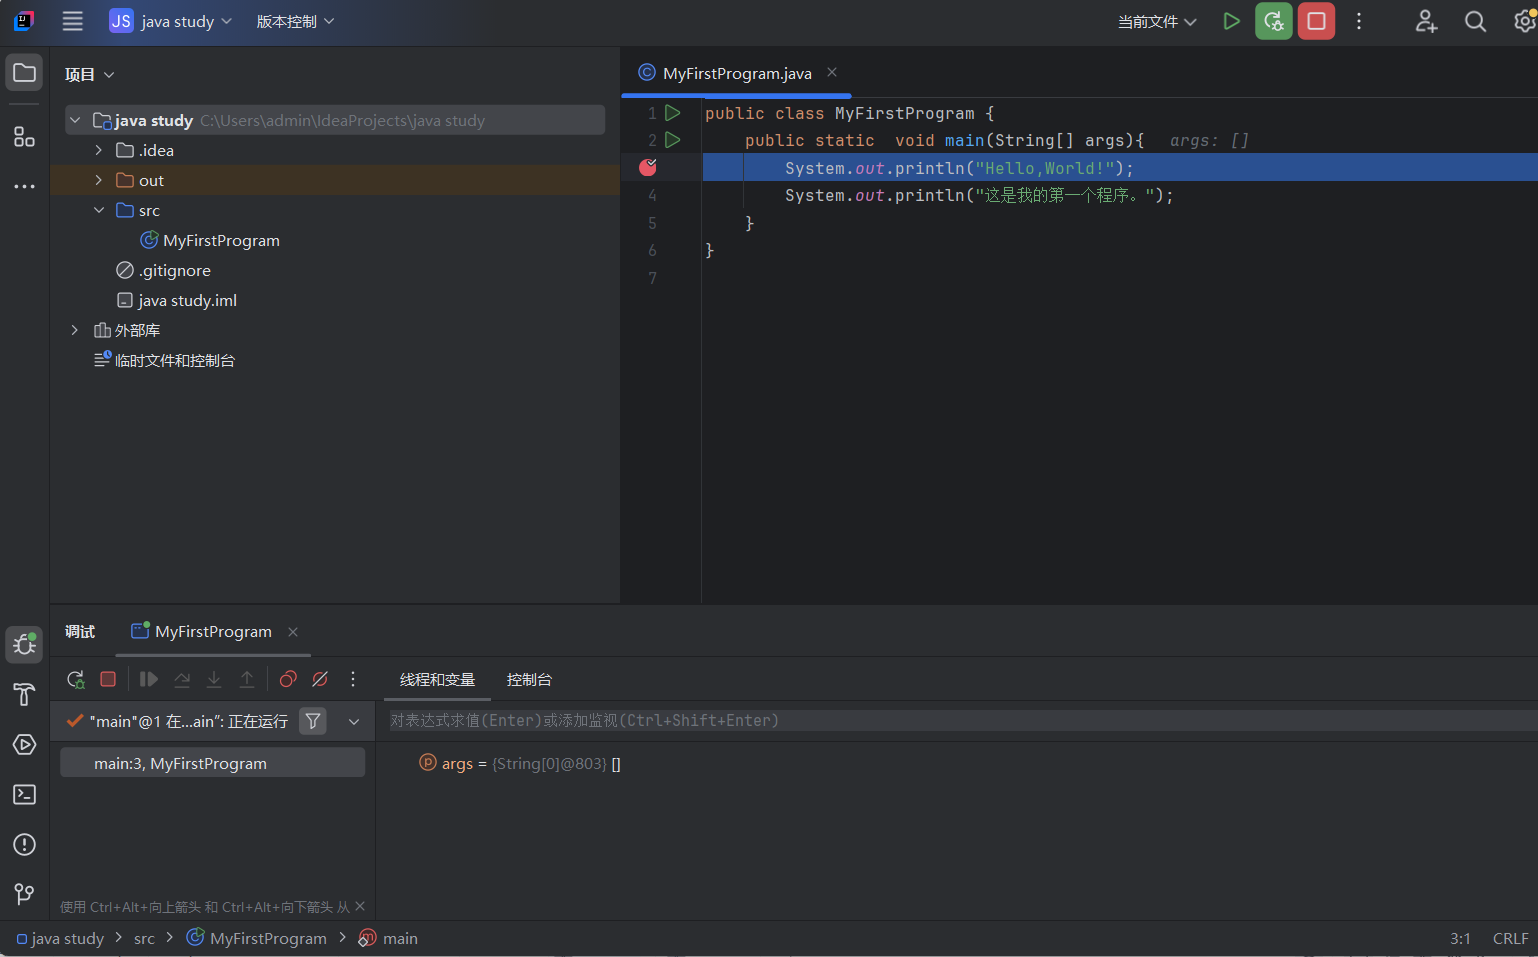 JS java study 版本控制 当前文件
项目
java study C:\Users\admin\IdeaProjects\java study
.idea
out
src
MyFirstProgram
.gitignore
java study.iml
外部库
临时文件和控制台
MyFirstProgram.java
1 public class MyFirstProgram {
2 public static  void main(String[] args){ args: []
System.out.println("Hello,World!");
4 System.out.println("这是我的第一个程序。");
5 }
6 }
7
调试 MyFirstProgram
线程和变量 控制台
"main"@1 在...ain”: 正在运行
对表达式求值(Enter)或添加监视(Ctrl+Shift+Enter)
main:3, MyFirstProgram
args = {String[0]@803} []
使用 Ctrl+Alt+向上箭头 和 Ctrl+Alt+向下箭头 从
java study src MyFirstProgram main 3:1 CRLF